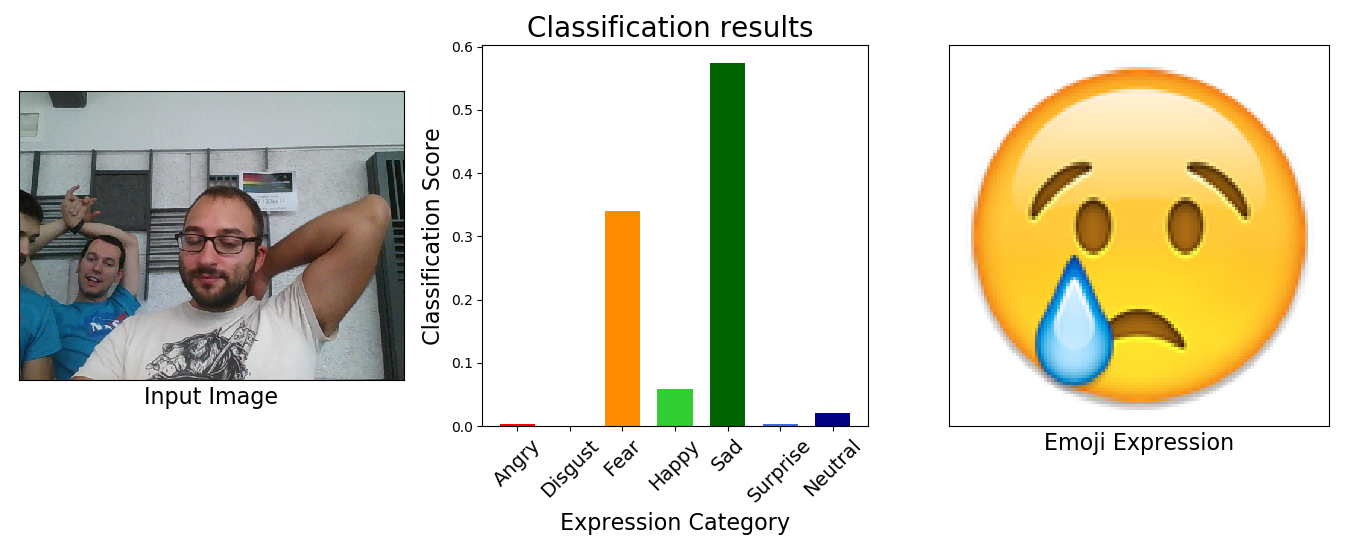 Classification results
0.6
0.5
0.4
0.3
0.2
0.1
0.0
Classification Score
Angry
Disgust
Fear
Happy
Sad
Surprise
Neutral
Expression Category
Input Image
NASA
Emoji Expression